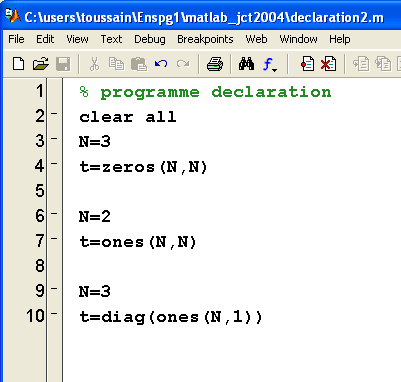 C:\users\toussain\Enspg1\matlab_jct2004\declaration2.m
File Edit View Text Debug Breakpoints Web Window Help
1 % programme declaration
2 - clear all
3 - N=3
4 - t=zeros(N,N)
5
6 - N=2
7 - t=ones(N,N)
8
9 - N=3
10 - t=diag(ones(N,1))